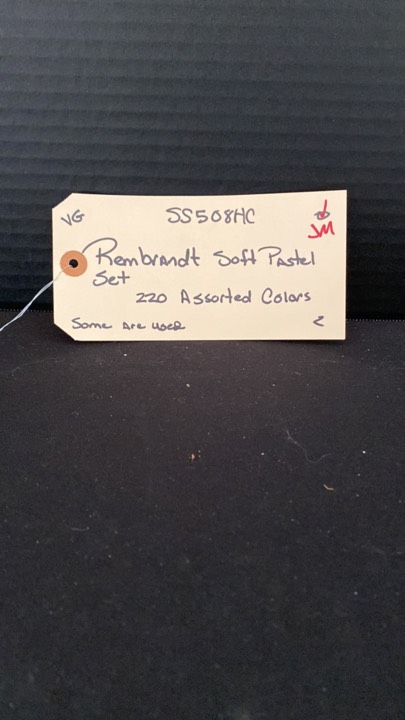 VG SS508HC
JM
Rembrandt Soft Pastel
Set
220 Assorted Colors
Some are used 2